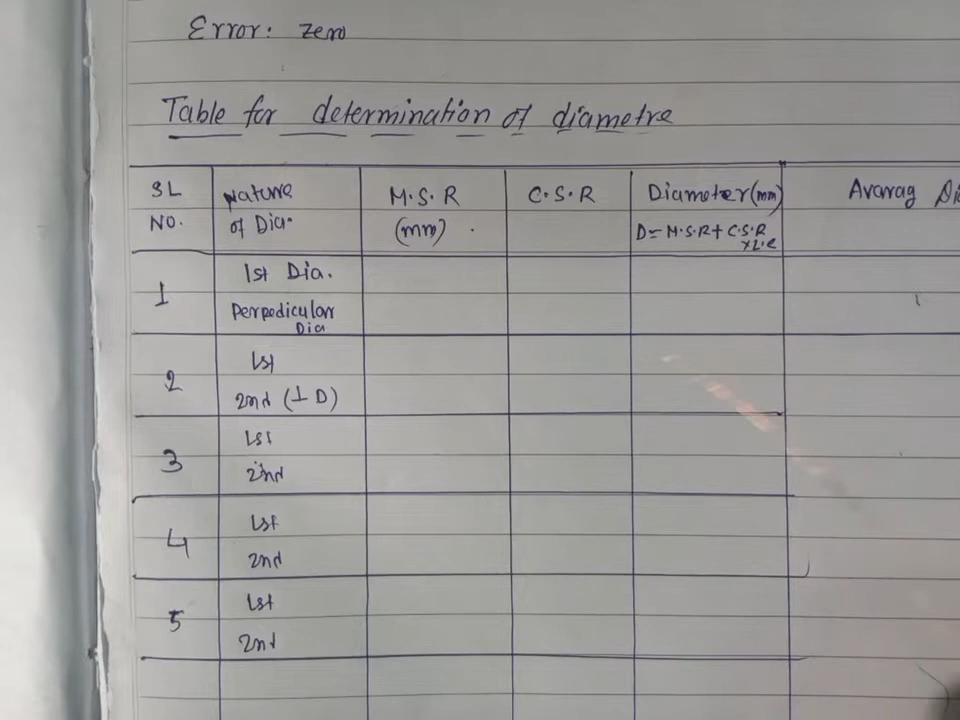 Error: zero
Table for determination of diametre
SL NO.
Nature of Dia.
M.S.R (mm)
C.S.R
Diameter(mm)
D = M.S.R + C.S.R × L.C
Avarag
1
1st Dia.
Perpedicular Dia
2
1st
2nd (⊥ D)
3
1st
2nd
4
1st
2nd
5
1st
2nd